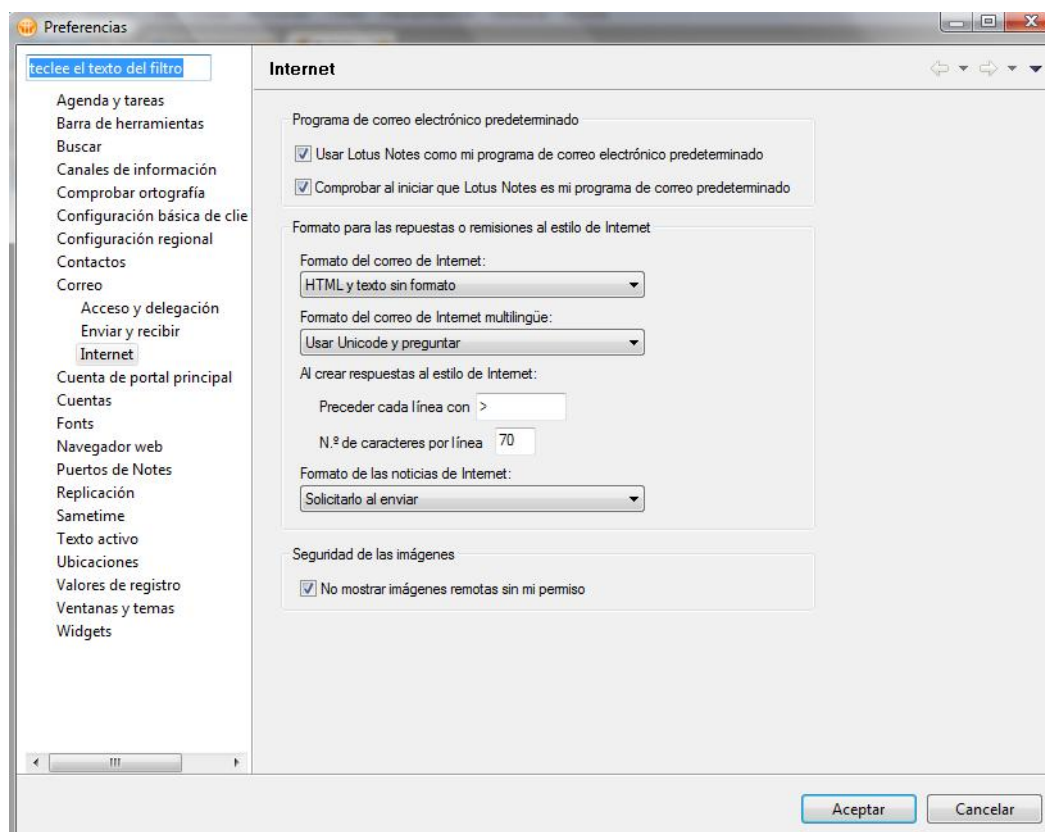 Preferencias
teclee el texto del filtro
Agenda y tareas
Barra de herramientas
Buscar
Canales de información
Comprobar ortografía
Configuración básica de clie
Configuración regional
Contactos
Correo
Acceso y delegación
Enviar y recibir
Internet
Cuenta de portal principal
Cuentas
Fonts
Navegador web
Puertos de Notes
Replicación
Sametime
Texto activo
Ubicaciones
Valores de registro
Ventanas y temas
Widgets
Internet
Programa de correo electrónico predeterminado
Usar Lotus Notes como mi programa de correo electrónico predeterminado
Comprobar al iniciar que Lotus Notes es mi programa de correo predeterminado
Formato para las repuestas o remisiones al estilo de Internet
Formato del correo de Internet:
HTML y texto sin formato
Formato del correo de Internet multilingüe:
Usar Unicode y preguntar
Al crear respuestas al estilo de Internet:
Preceder cada línea con >
N.º de caracteres por línea 70
Formato de las noticias de Internet:
Solicitarlo al enviar
Seguridad de las imágenes
No mostrar imágenes remotas sin mi permiso
Aceptar Cancelar